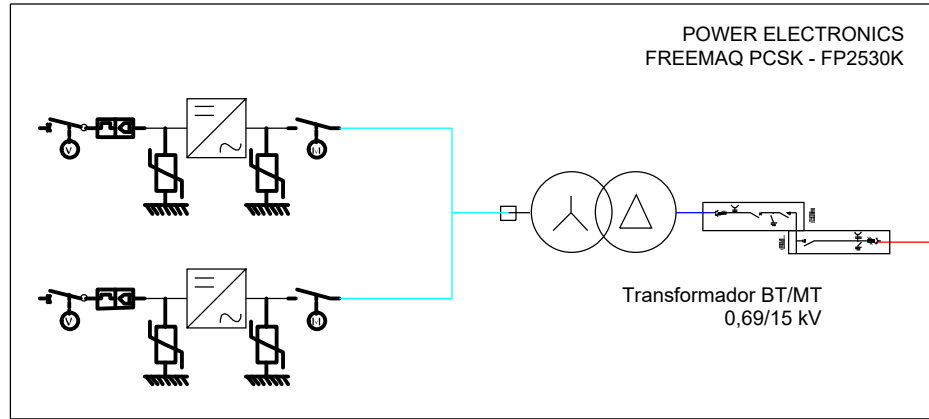 POWER ELECTRONICS
FREEMAQ PCSK - FP2530K
V
M
Transformador BT/MT
0,69/15 kV
V
M